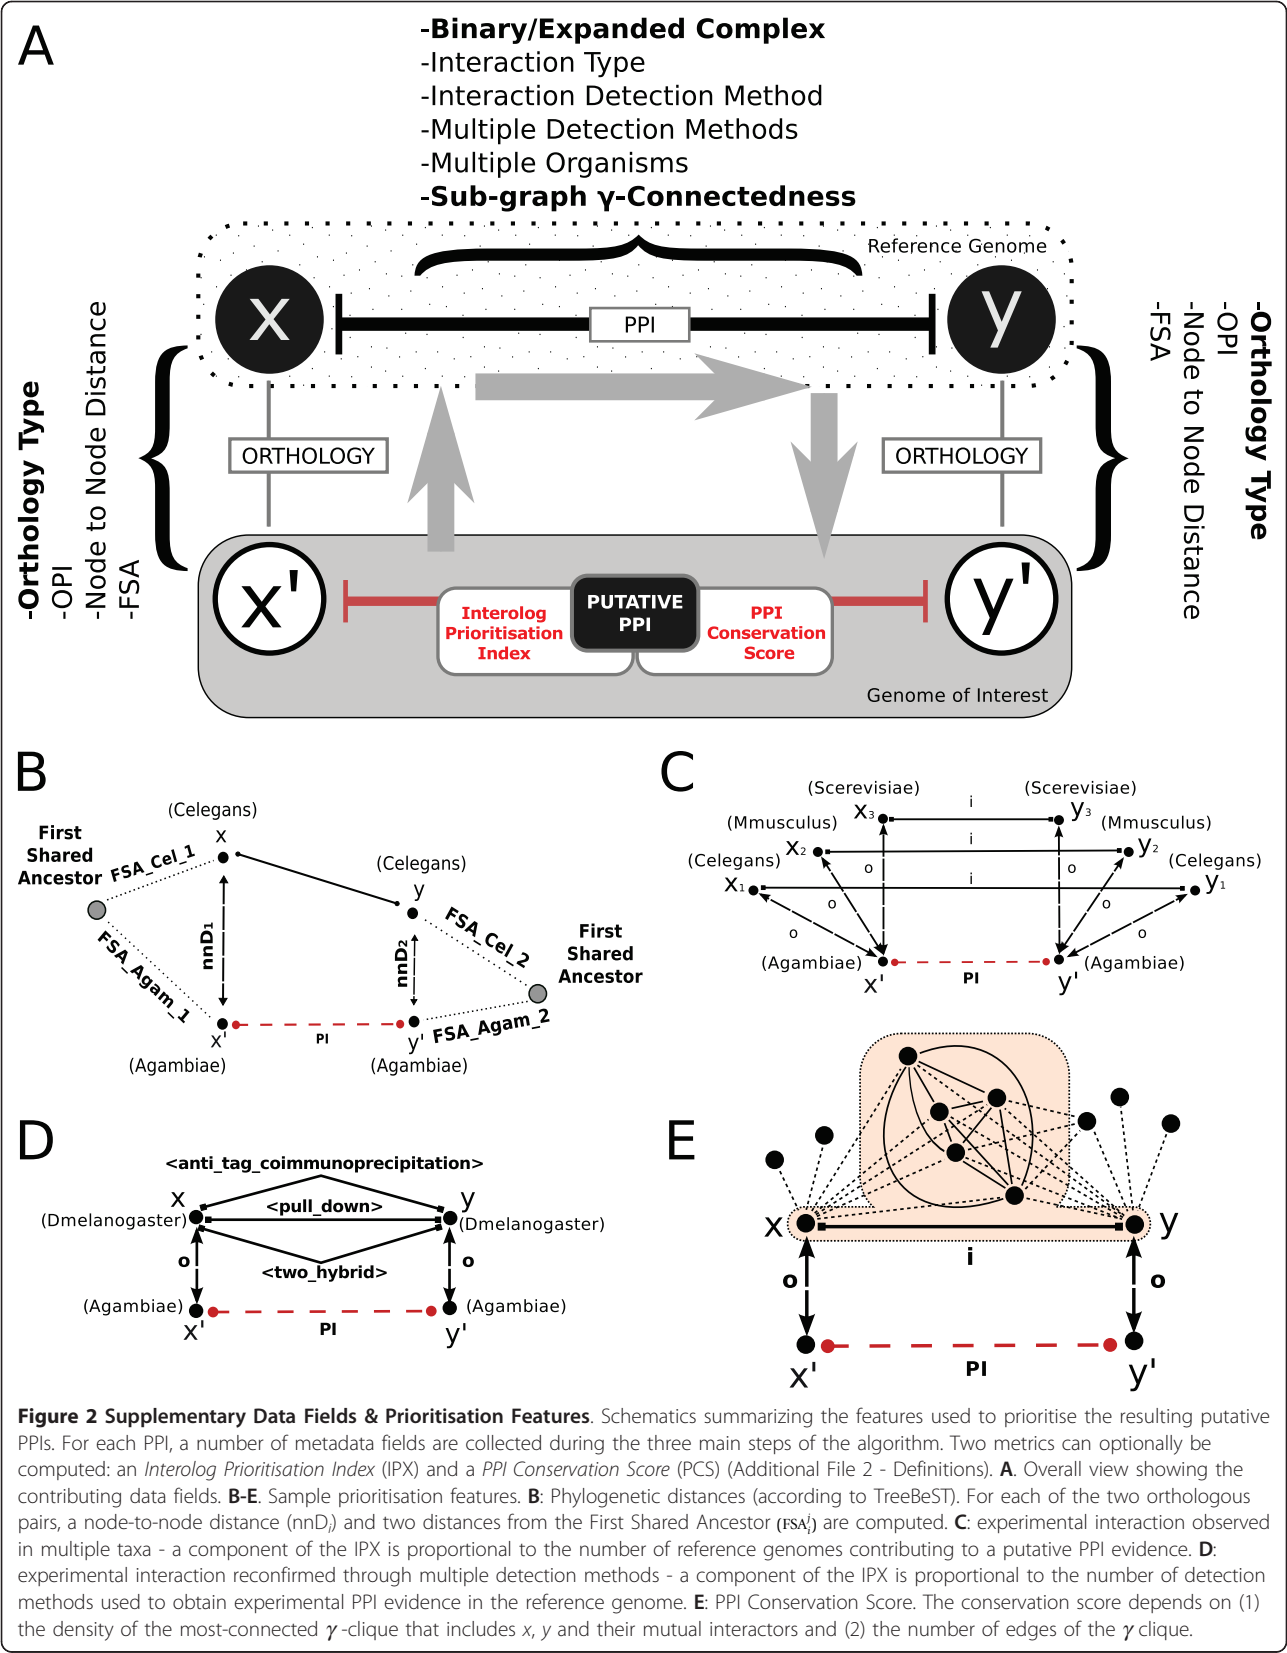 A
-Binary/Expanded Complex
-Interaction Type
-Interaction Detection Method
-Multiple Detection Methods
-Multiple Organisms
-Sub-graph γ-Connectedness
Reference Genome
x
PPI
y
-Orthology Type
-OPI
-Node to Node Distance
-FSA
ORTHOLOGY
ORTHOLOGY
-Orthology Type
-OPI
-Node to Node Distance
-FSA
x'
Interolog
Prioritisation
Index
PUTATIVE
PPI
PPI
Conservation
Score
y'
Genome of Interest
B
(Celegans)
x
First
Shared
Ancestor
FSA_Cel_1
(Celegans)
y
FSA_Cel_2
First
Shared
Ancestor
nnD1
nnD2
FSA_Agam_1
FSA_Agam_2
x'
PI
y'
(Agambiae)
(Agambiae)
C
(Scerevisiae)
(Scerevisiae)
x3
i
y3
(Mmusculus)
(Mmusculus)
x2
i
y2
(Celegans)
(Celegans)
x1
i
y1
o
o
o
o
o
o
(Agambiae)
(Agambiae)
x'
PI
y'
D
<anti_tag_coimmunoprecipitation>
x
y
<pull_down>
(Dmelanogaster)
(Dmelanogaster)
o
o
<two_hybrid>
(Agambiae)
(Agambiae)
x'
PI
y'
E
x
y
i
o
o
x'
PI
y'
Figure 2 Supplementary Data Fields & Prioritisation Features. Schematics summarizing the features used to prioritise the resulting putative
PPIs. For each PPI, a number of metadata fields are collected during the three main steps of the algorithm. Two metrics can optionally be
computed: an Interolog Prioritisation Index (IPX) and a PPI Conservation Score (PCS) (Additional File 2 - Definitions). A. Overall view showing the
contributing data fields. B-E. Sample prioritisation features. B: Phylogenetic distances (according to TreeBeST). For each of the two orthologous
pairs, a node-to-node distance (nnDi) and two distances from the First Shared Ancestor (FSAij) are computed. C: experimental interaction observed
in multiple taxa - a component of the IPX is proportional to the number of reference genomes contributing to a putative PPI evidence. D:
experimental interaction reconfirmed through multiple detection methods - a component of the IPX is proportional to the number of detection
methods used to obtain experimental PPI evidence in the reference genome. E: PPI Conservation Score. The conservation score depends on (1)
the density of the most-connected γ -clique that includes x, y and their mutual interactors and (2) the number of edges of the γ clique.